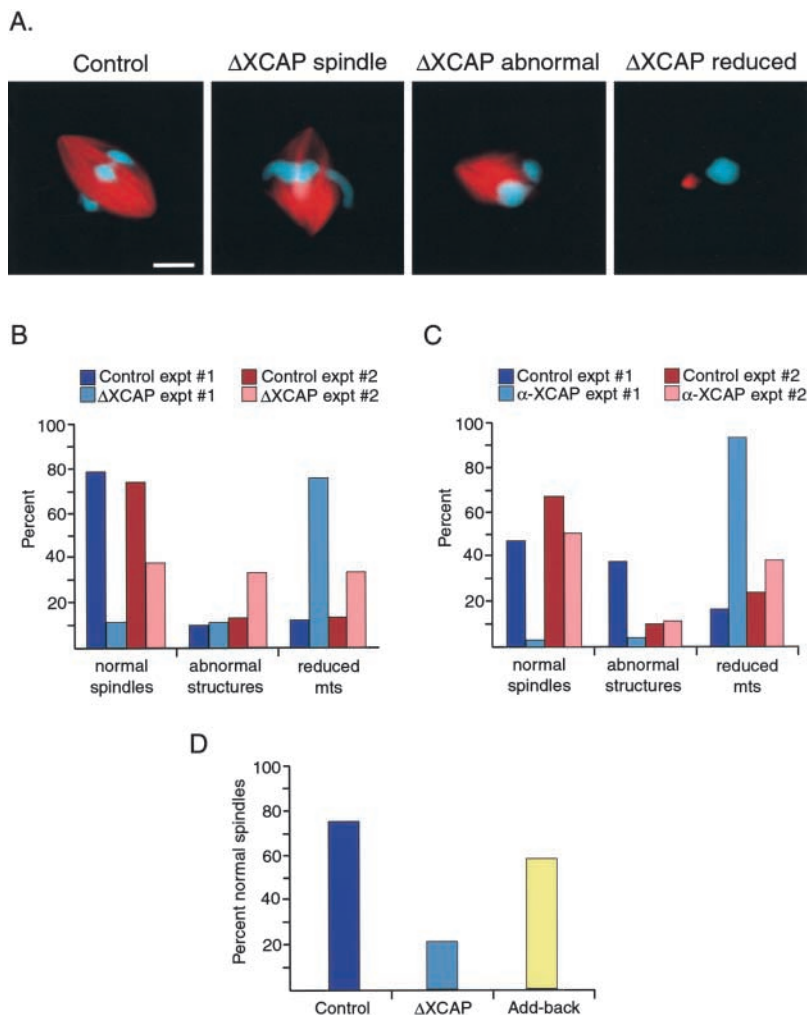 A.
Control ΔXCAP spindle ΔXCAP abnormal ΔXCAP reduced
B
Control expt #1 Control expt #2
ΔXCAP expt #1 ΔXCAP expt #2
Percent
100
80
60
40
20
normal spindles
abnormal structures
reduced mts
C
Control expt #1 Control expt #2
α-XCAP expt #1 α-XCAP expt #2
Percent
100
80
60
40
20
normal spindles
abnormal structures
reduced mts
D
Percent normal spindles
100
80
60
40
20
Control ΔXCAP Add-back